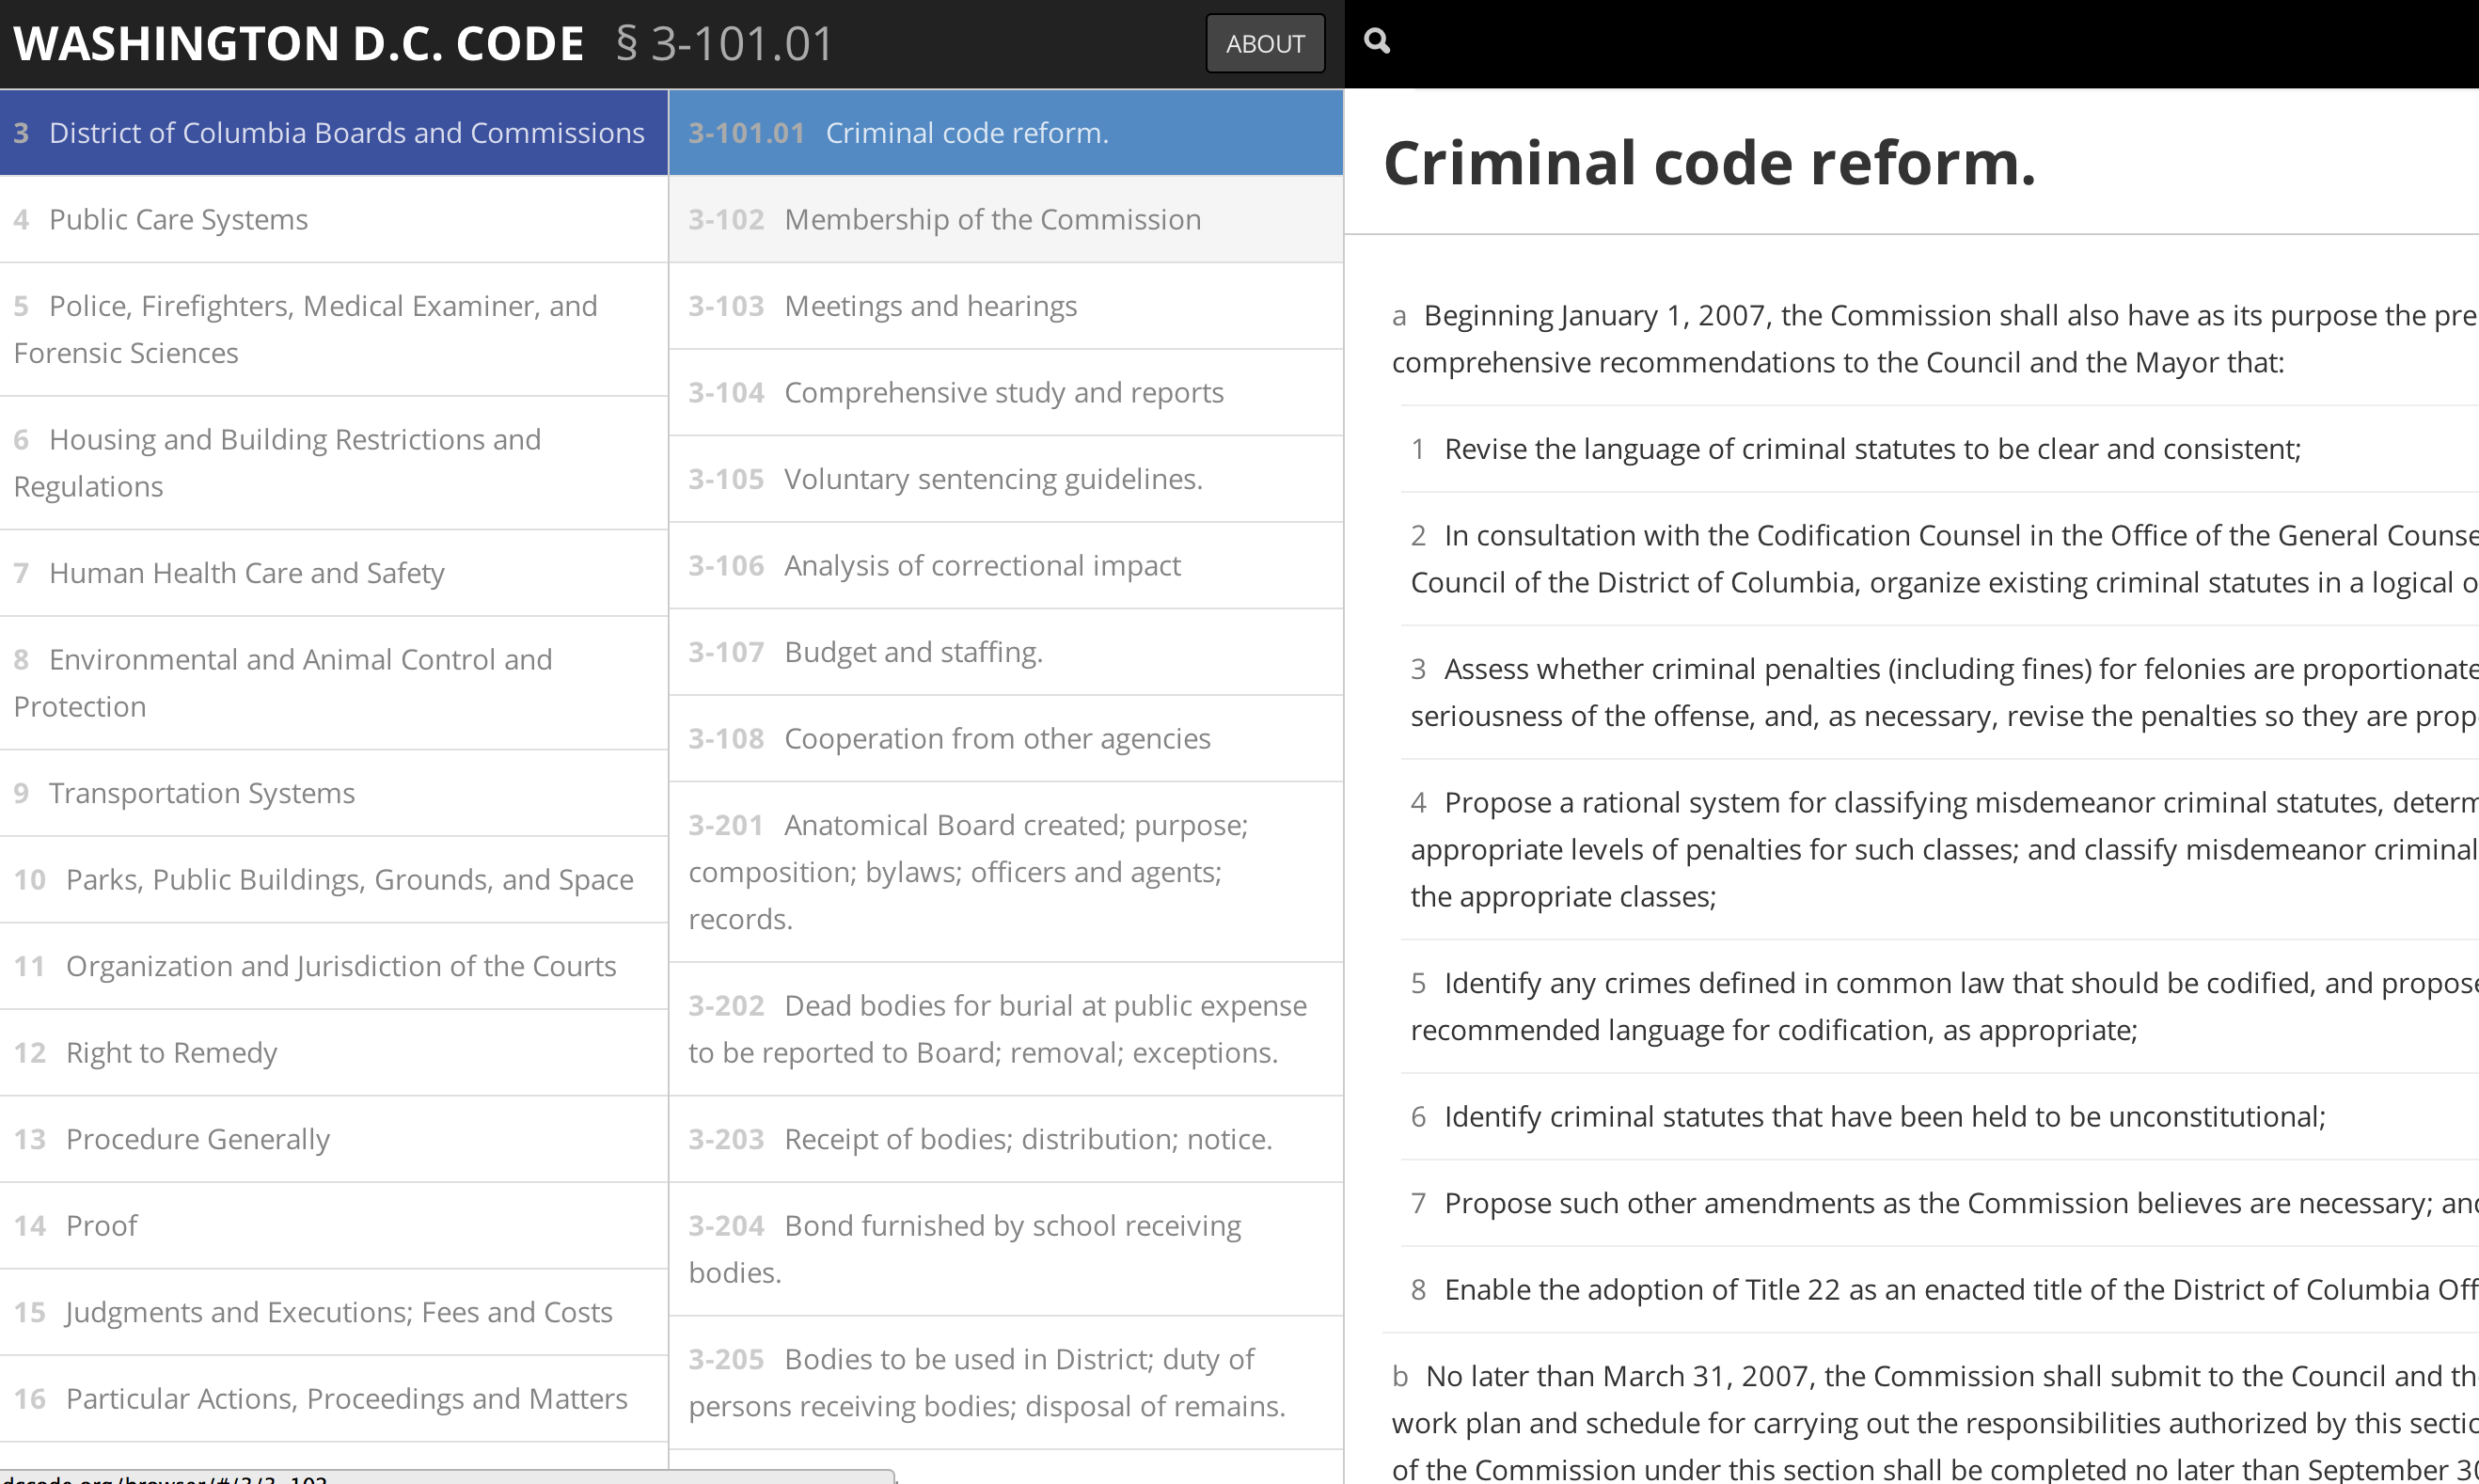 WASHINGTON D.C. CODE § 3-101.01 ABOUT
3 District of Columbia Boards and Commissions
4 Public Care Systems
5 Police, Firefighters, Medical Examiner, and
Forensic Sciences
6 Housing and Building Restrictions and
Regulations
7 Human Health Care and Safety
8 Environmental and Animal Control and
Protection
9 Transportation Systems
10 Parks, Public Buildings, Grounds, and Space
11 Organization and Jurisdiction of the Courts
12 Right to Remedy
13 Procedure Generally
14 Proof
15 Judgments and Executions; Fees and Costs
16 Particular Actions, Proceedings and Matters
3-101.01 Criminal code reform.
3-102 Membership of the Commission
3-103 Meetings and hearings
3-104 Comprehensive study and reports
3-105 Voluntary sentencing guidelines.
3-106 Analysis of correctional impact
3-107 Budget and staffing.
3-108 Cooperation from other agencies
3-201 Anatomical Board created; purpose;
composition; bylaws; officers and agents;
records.
3-202 Dead bodies for burial at public expense
to be reported to Board; removal; exceptions.
3-203 Receipt of bodies; distribution; notice.
3-204 Bond furnished by school receiving
bodies.
3-205 Bodies to be used in District; duty of
persons receiving bodies; disposal of remains.
Criminal code reform.
a Beginning January 1, 2007, the Commission shall also have as its purpose the pre
comprehensive recommendations to the Council and the Mayor that:
1 Revise the language of criminal statutes to be clear and consistent;
2 In consultation with the Codification Counsel in the Office of the General Counse
Council of the District of Columbia, organize existing criminal statutes in a logical o
3 Assess whether criminal penalties (including fines) for felonies are proportionate
seriousness of the offense, and, as necessary, revise the penalties so they are prop
4 Propose a rational system for classifying misdemeanor criminal statutes, determ
appropriate levels of penalties for such classes; and classify misdemeanor criminal
the appropriate classes;
5 Identify any crimes defined in common law that should be codified, and propose
recommended language for codification, as appropriate;
6 Identify criminal statutes that have been held to be unconstitutional;
7 Propose such other amendments as the Commission believes are necessary; and
8 Enable the adoption of Title 22 as an enacted title of the District of Columbia Off
b No later than March 31, 2007, the Commission shall submit to the Council and th
work plan and schedule for carrying out the responsibilities authorized by this sectio
of the Commission under this section shall be completed no later than September 30
dccode.org/browser/#/3/3-102